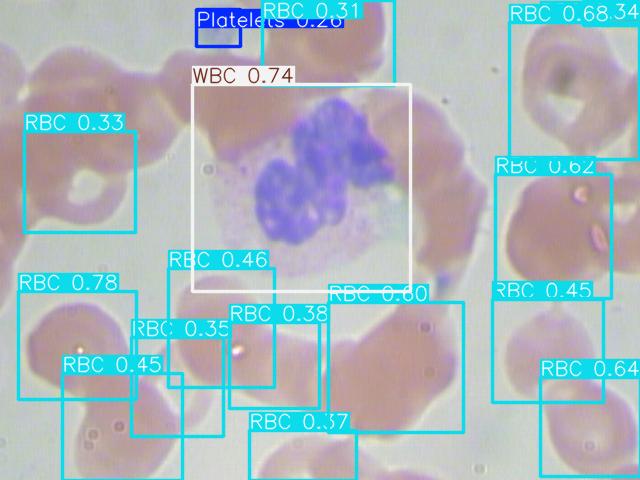 Platelets 0.26
RBC 0.31
RBC 0.68
.34
WBC 0.74
RBC 0.33
RBC 0.62
RBC 0.46
RBC 0.78
RBC 0.60
RBC 0.45
RBC 0.38
RBC 0.35
RBC 0.45
RBC 0.64
RBC 0.37